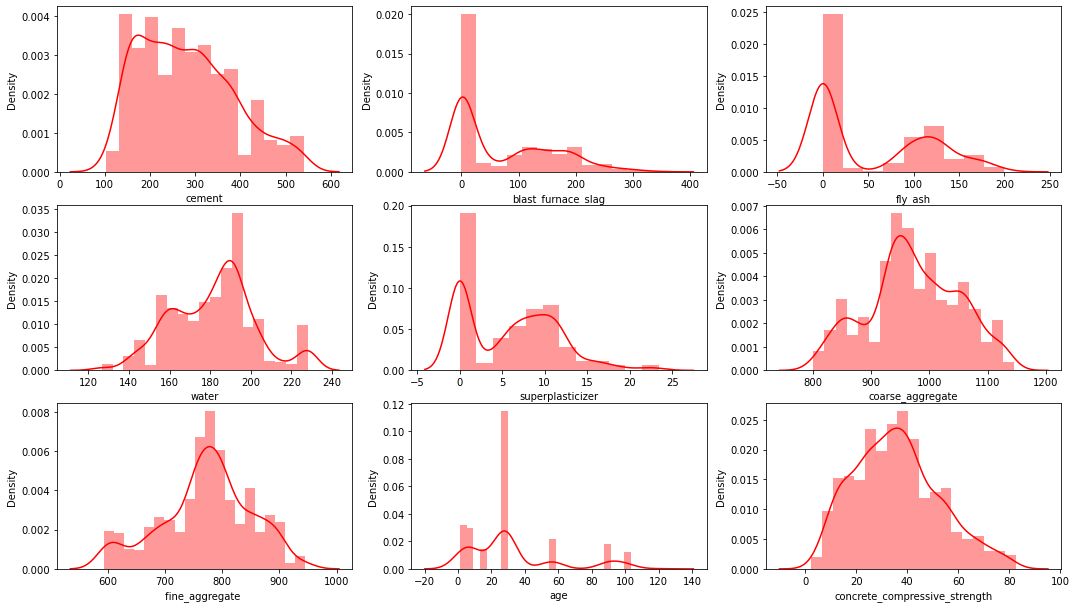 0.004
0.003
0.002
0.001
0.000
Density
0 100 200 300 400 500 600
cement
0.020
0.015
0.010
0.005
0.000
Density
0 100 200 300 400
blast_furnace_slag
0.025
0.020
0.015
0.010
0.005
0.000
Density
−50 0 50 100 150 200 250
fly_ash
0.035
0.030
0.025
0.020
0.015
0.010
0.005
0.000
Density
120 140 160 180 200 220 240
water
0.20
0.15
0.10
0.05
0.00
Density
−5 0 5 10 15 20 25
superplasticizer
0.007
0.006
0.005
0.004
0.003
0.002
0.001
0.000
Density
800 900 1000 1100 1200
coarse_aggregate
0.008
0.006
0.004
0.002
0.000
Density
600 700 800 900 1000
fine_aggregate
0.12
0.10
0.08
0.06
0.04
0.02
0.00
Density
−20 0 20 40 60 80 100 120 140
age
0.025
0.020
0.015
0.010
0.005
0.000
Density
0 20 40 60 80 100
concrete_compressive_strength